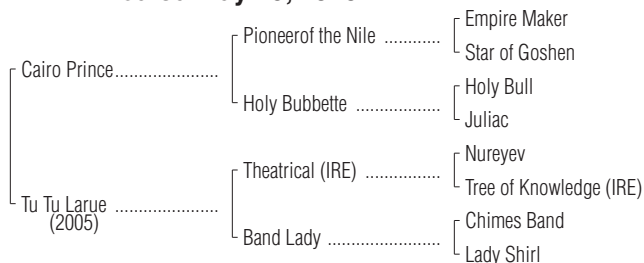 Empire Maker
Pioneerof the Nile ............
Star of Goshen
Cairo Prince.....................
Holy Bull
Holy Bubbette .................
Juliac
Nureyev
Theatrical (IRE) ...............
Tree of Knowledge (IRE)
Tu Tu Larue .....................
(2005)
Chimes Band
Band Lady ......................
Lady Shirl